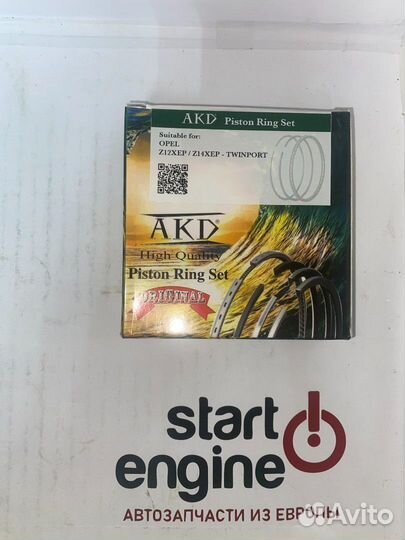 AKD Piston Ring Set
Suitable for:
OPEL
Z12XEP / Z14XEP - TWINPORT
AKD
High Quality
Piston Ring Set
ORIGINAL
start
engine
АВТОЗАПЧАСТИ ИЗ ЕВРОПЫ
Avito